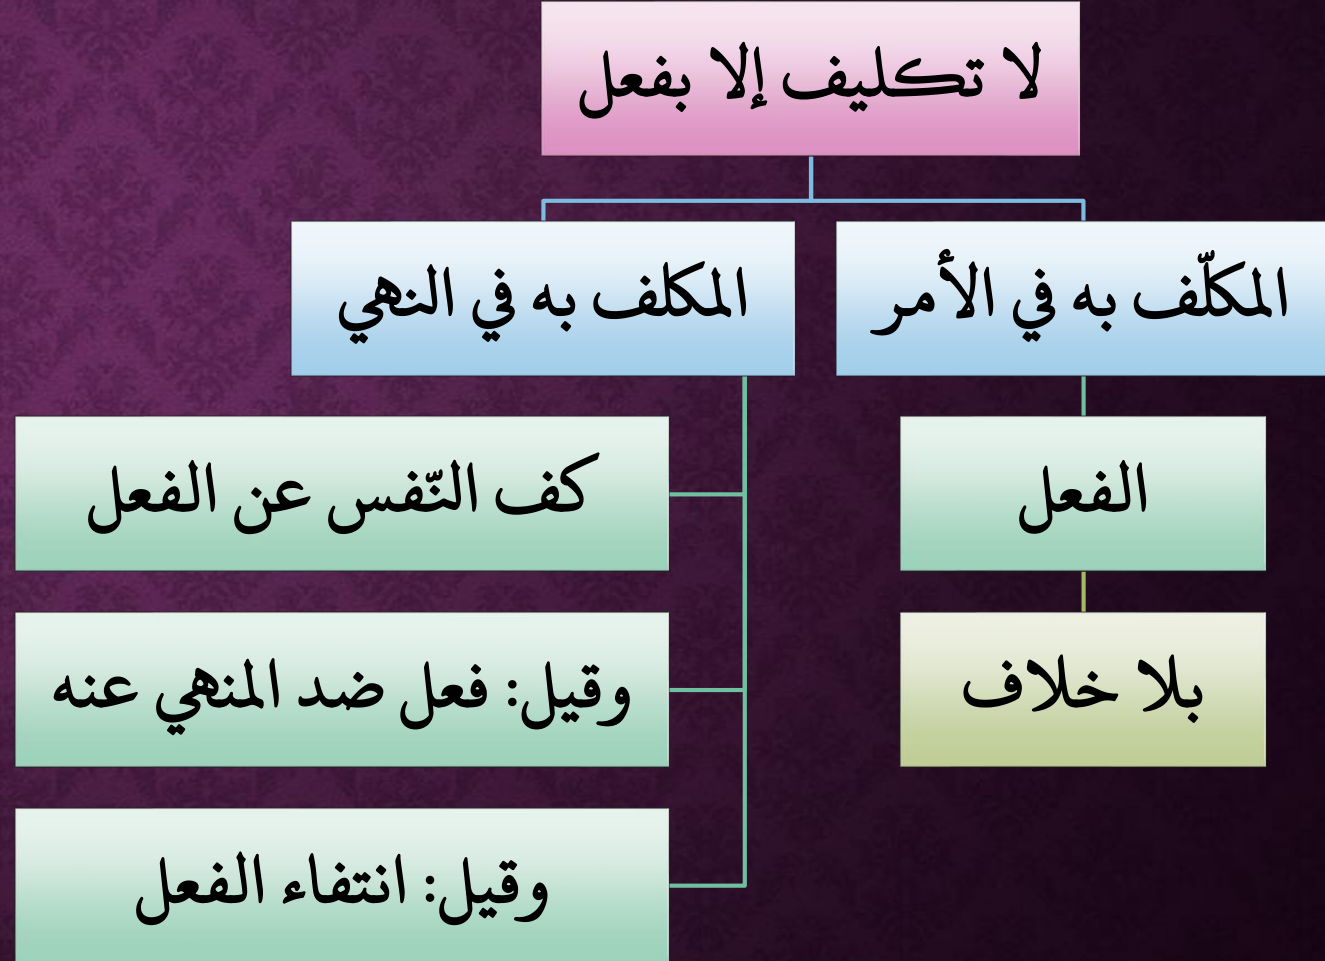 لا تكليف إلا بفعل
المكلّف به في الأمر
المكلف به في النهي
الفعل
بلا خلاف
كف النّفس عن الفعل
وقيل: فعل ضد المنهي عنه
وقيل: انتفاء الفعل